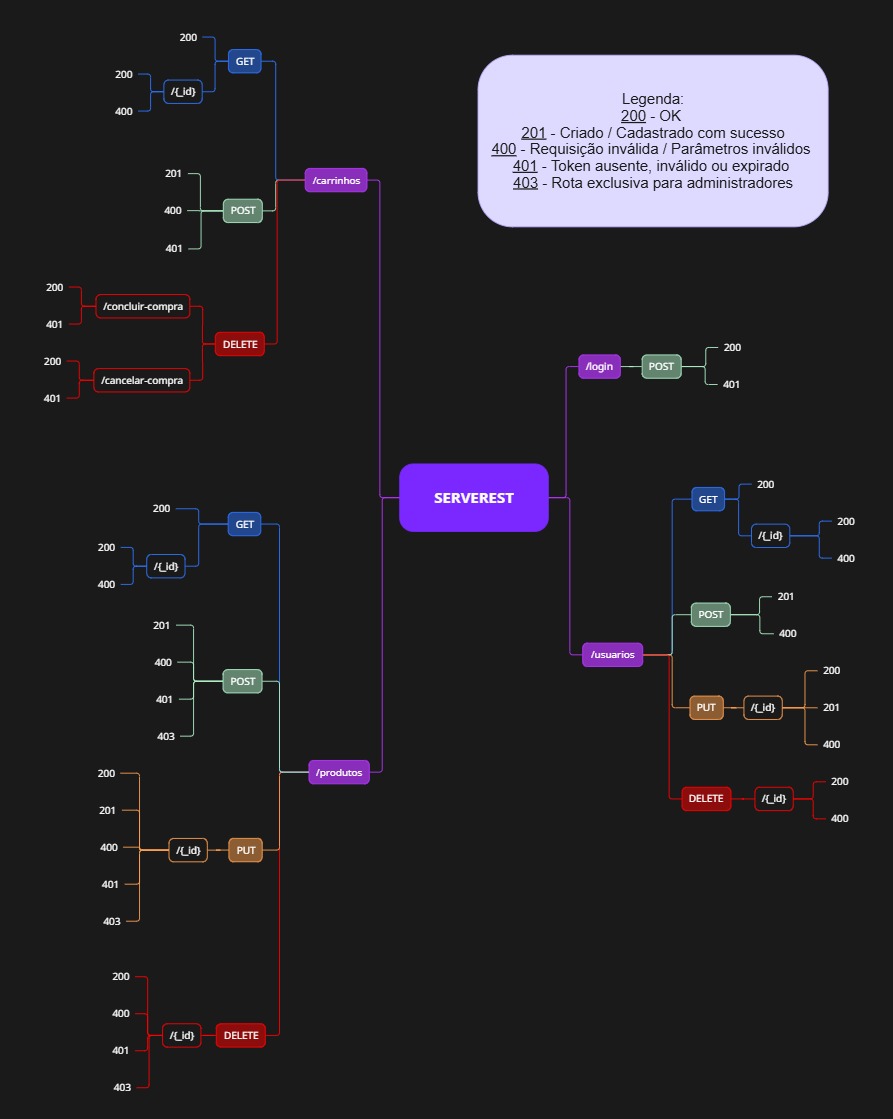 Legenda:
200 - OK
201 - Criado / Cadastrado com sucesso
400 - Requisição inválida / Parâmetros inválidos
401 - Token ausente, inválido ou expirado
403 - Rota exclusiva para administradores
SERVEREST
/carrinhos
GET
200
/{_id}
200
400
POST
201
400
401
DELETE
/concluir-compra
200
401
/cancelar-compra
200
401
/produtos
GET
200
/{_id}
200
400
POST
201
400
401
403
PUT
/{_id}
200
201
400
401
403
DELETE
/{_id}
200
400
401
403
/login
POST
200
401
/usuarios
GET
200
/{_id}
200
400
POST
201
400
PUT
/{_id}
200
201
400
DELETE
/{_id}
200
400